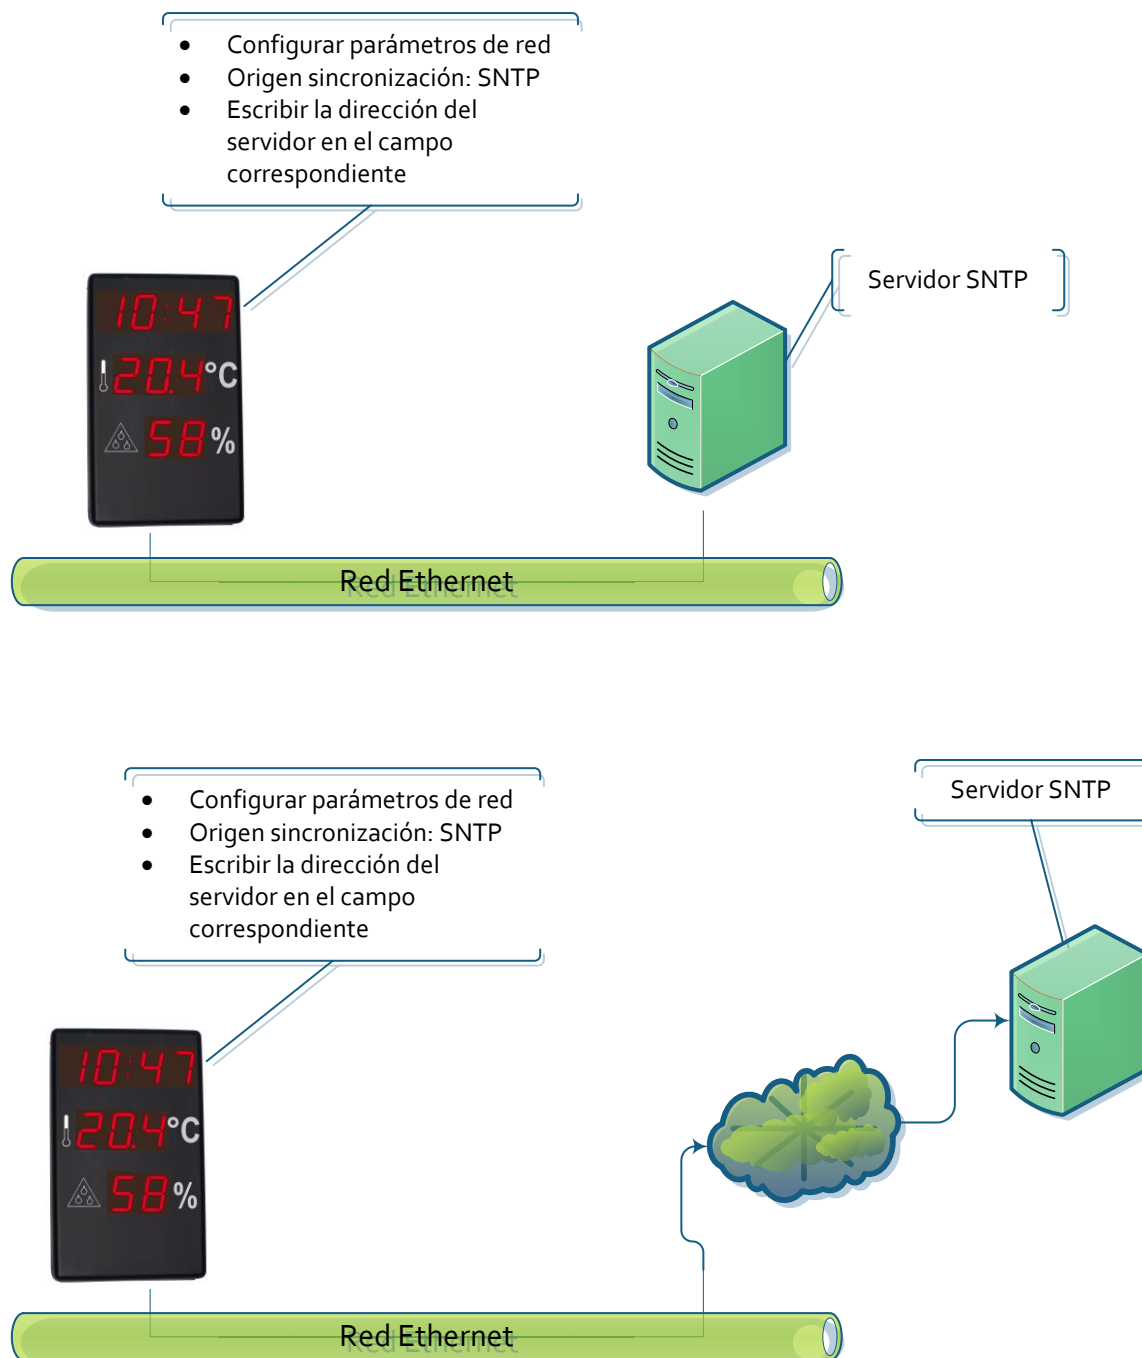 • Configurar parámetros de red
• Origen sincronización: SNTP
• Escribir la dirección del
servidor en el campo
correspondiente
Servidor SNTP
10:47
20.4°C
58%
Red Ethernet
• Configurar parámetros de red
• Origen sincronización: SNTP
• Escribir la dirección del
servidor en el campo
correspondiente
Servidor SNTP
10:47
20.4°C
58%
Red Ethernet